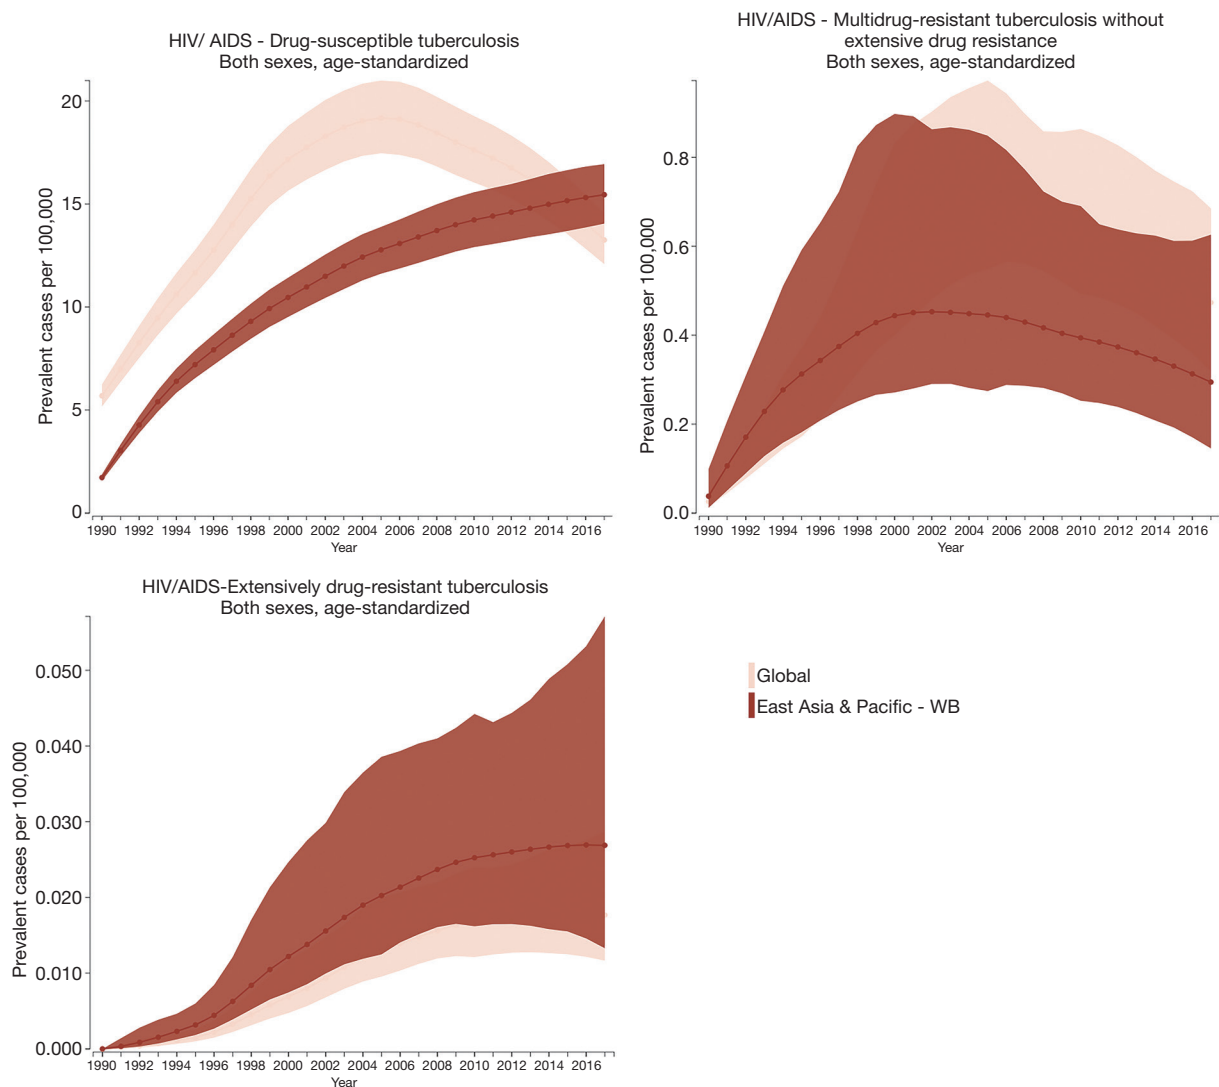 HIV/ AIDS - Drug-susceptible tuberculosis
Both sexes, age-standardized
Prevalent cases per 100,000
20
15
10
5
0
1990 1992 1994 1996 1998 2000 2002 2004 2006 2008 2010 2012 2014 2016
Year
HIV/AIDS - Multidrug-resistant tuberculosis without
extensive drug resistance
Both sexes, age-standardized
Prevalent cases per 100,000
0.8
0.6
0.4
0.2
0.0
1990 1992 1994 1996 1998 2000 2002 2004 2006 2008 2010 2012 2014 2016
Year
HIV/AIDS-Extensively drug-resistant tuberculosis
Both sexes, age-standardized
Prevalent cases per 100,000
0.050
0.040
0.030
0.020
0.010
0.000
1990 1992 1994 1996 1998 2000 2002 2004 2006 2008 2010 2012 2014 2016
Year
Global
East Asia & Pacific - WB